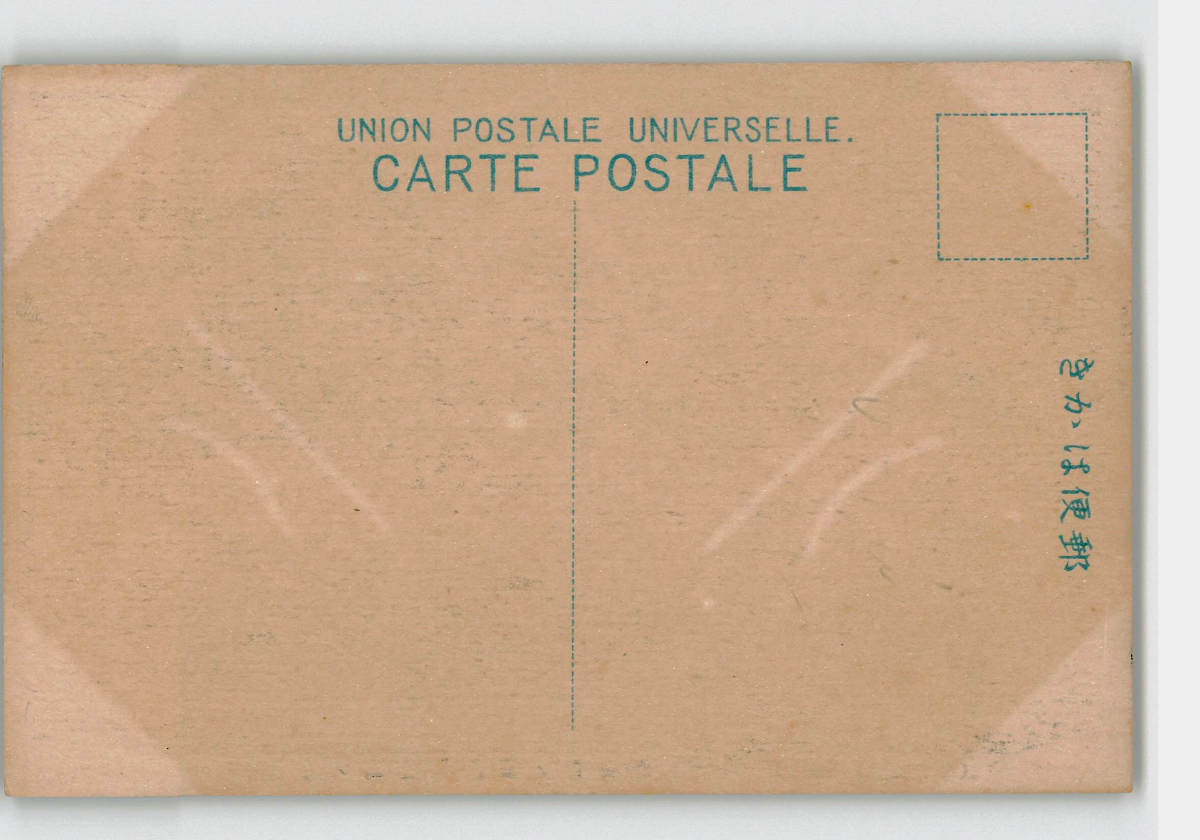 UNION POSTALE UNIVERSELLE.
CARTE POSTALE
郵便はかき